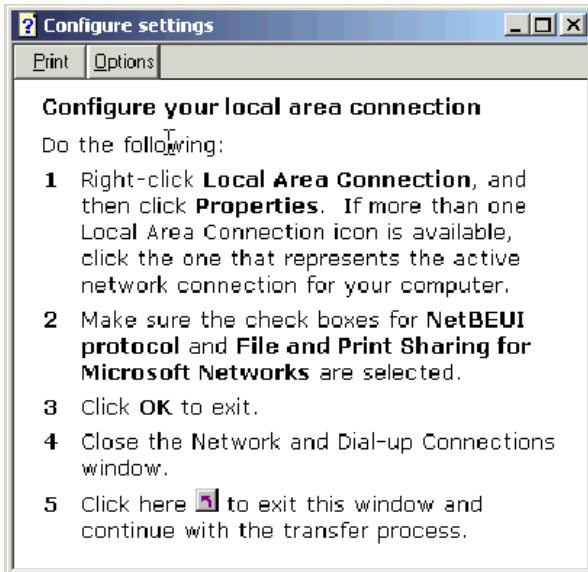 Configure settings
Print Options
Configure your local area connection
Do the following:
1 Right-click Local Area Connection, and
then click Properties. If more than one
Local Area Connection icon is available,
click the one that represents the active
network connection for your computer.
2 Make sure the check boxes for NetBEUI
protocol and File and Print Sharing for
Microsoft Networks are selected.
3 Click OK to exit.
4 Close the Network and Dial-up Connections
window.
5 Click here to exit this window and
continue with the transfer process.